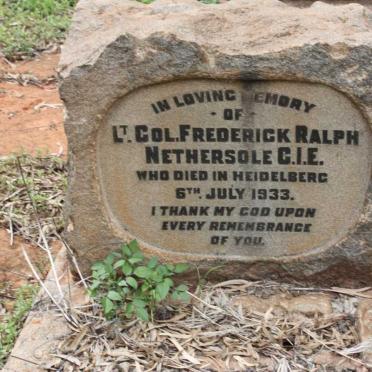 IN LOVING MEMORY
- OF -
LT. COL. FREDERICK RALPH
NETHERSOLE C.I.E.
WHO DIED IN HEIDELBERG
6TH. JULY 1933.
I THANK MY GOD UPON
EVERY REMEMBRANCE
OF YOU.